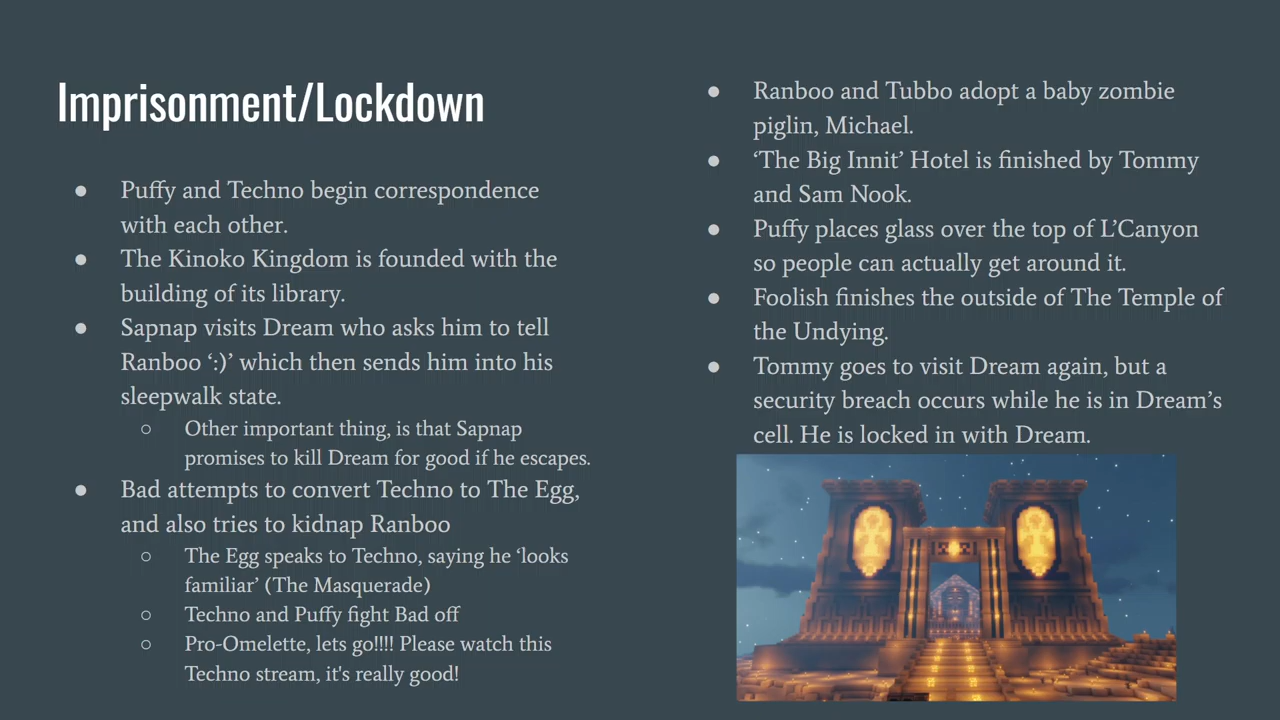 Imprisonment/Lockdown
● Puffy and Techno begin correspondence
with each other.
● The Kinoko Kingdom is founded with the
building of its library.
● Sapnap visits Dream who asks him to tell
Ranboo ‘:)’ which then sends him into his
sleepwalk state.
○ Other important thing, is that Sapnap
promises to kill Dream for good if he escapes.
● Bad attempts to convert Techno to The Egg,
and also tries to kidnap Ranboo
○ The Egg speaks to Techno, saying he ‘looks
familiar’ (The Masquerade)
○ Techno and Puffy fight Bad off
○ Pro-Omelette, lets go!!!! Please watch this
Techno stream, it's really good!
● Ranboo and Tubbo adopt a baby zombie
piglin, Michael.
● ‘The Big Innit’ Hotel is finished by Tommy
and Sam Nook.
● Puffy places glass over the top of L’Canyon
so people can actually get around it.
● Foolish finishes the outside of The Temple of
the Undying.
● Tommy goes to visit Dream again, but a
security breach occurs while he is in Dream’s
cell. He is locked in with Dream.